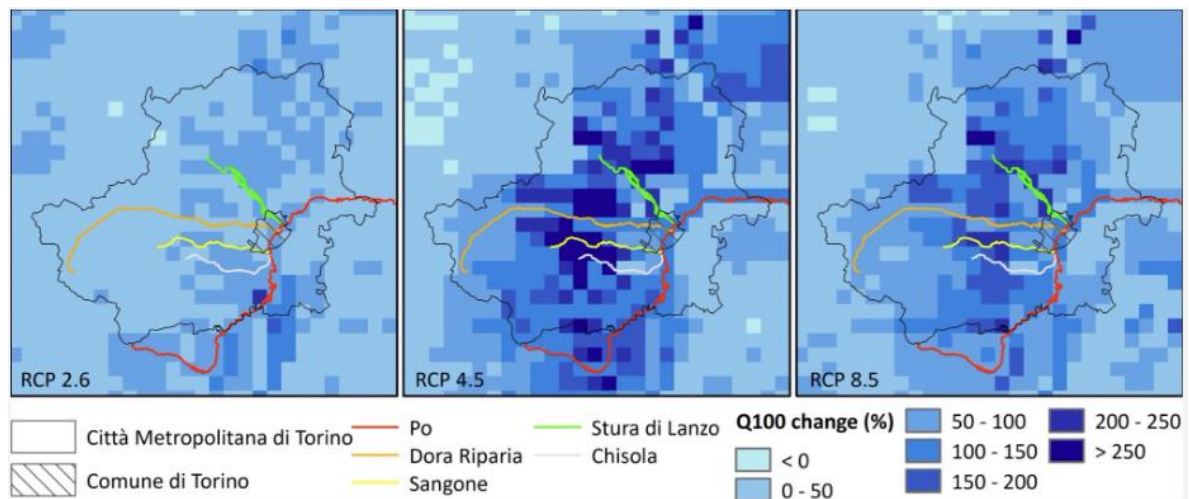 RCP 2.6
RCP 4.5
RCP 8.5
Città Metropolitana di Torino
Comune di Torino
Po
Dora Riparia
Sangone
Stura di Lanzo
Chisola
Q100 change (%)
< 0
0 - 50
50 - 100
100 - 150
150 - 200
200 - 250
> 250